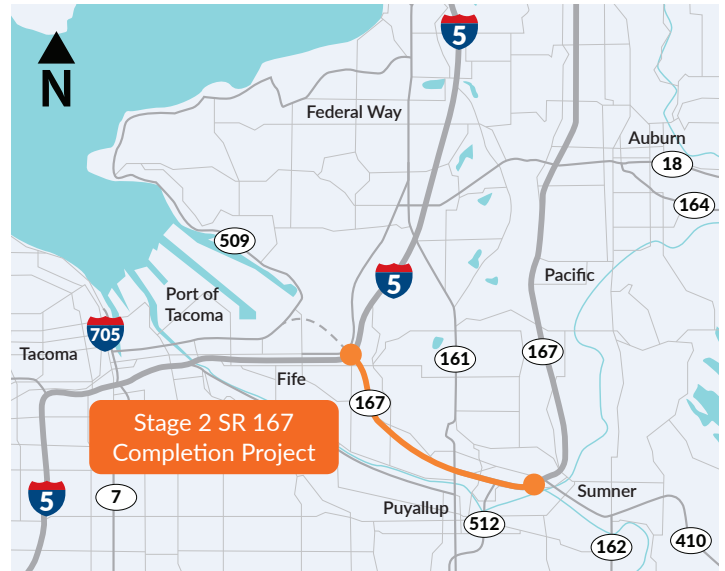 N
5
Federal Way
Auburn
18
164
509
5
Pacific
Port of
Tacoma
705
Tacoma
161
167
Fife
167
Stage 2 SR 167
Completion Project
5
7
Puyallup
Sumner
512
162
410